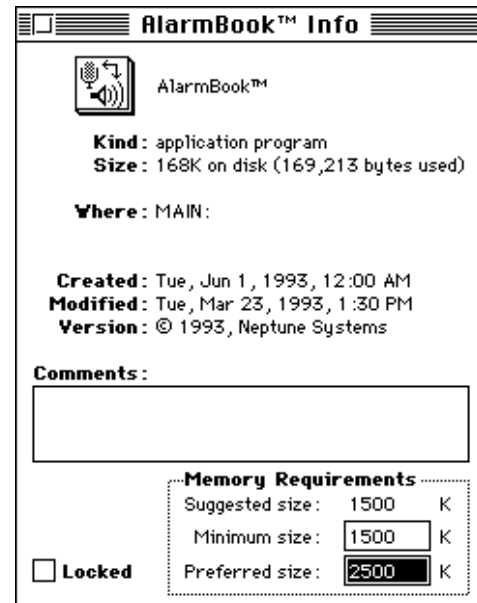 AlarmBook™ Info
AlarmBook™
Kind: application program
Size: 168K on disk (169,213 bytes used)
Where: MAIN:
Created: Tue, Jun 1, 1993, 12:00 AM
Modified: Tue, Mar 23, 1993, 1:30 PM
Version: © 1993, Neptune Systems
Comments:
Memory Requirements
Suggested size: 1500 K
Minimum size: 1500 K
Locked Preferred size: 2500 K